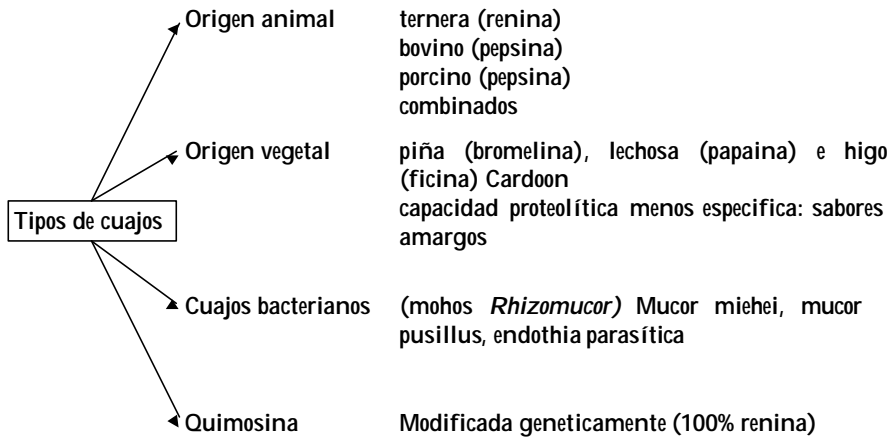 Origen animal ternera (renina)
bovino (pepsina)
porcino (pepsina)
combinados
Origen vegetal piña (bromelina), lechosa (papaina) e higo
(ficina) Cardoon
capacidad proteolítica menos especifica: sabores
amargos
Tipos de cuajos
Cuajos bacterianos (mohos Rhizomucor) Mucor miehei, mucor
pusillus, endothia parasítica
Quimosina Modificada geneticamente (100% renina)